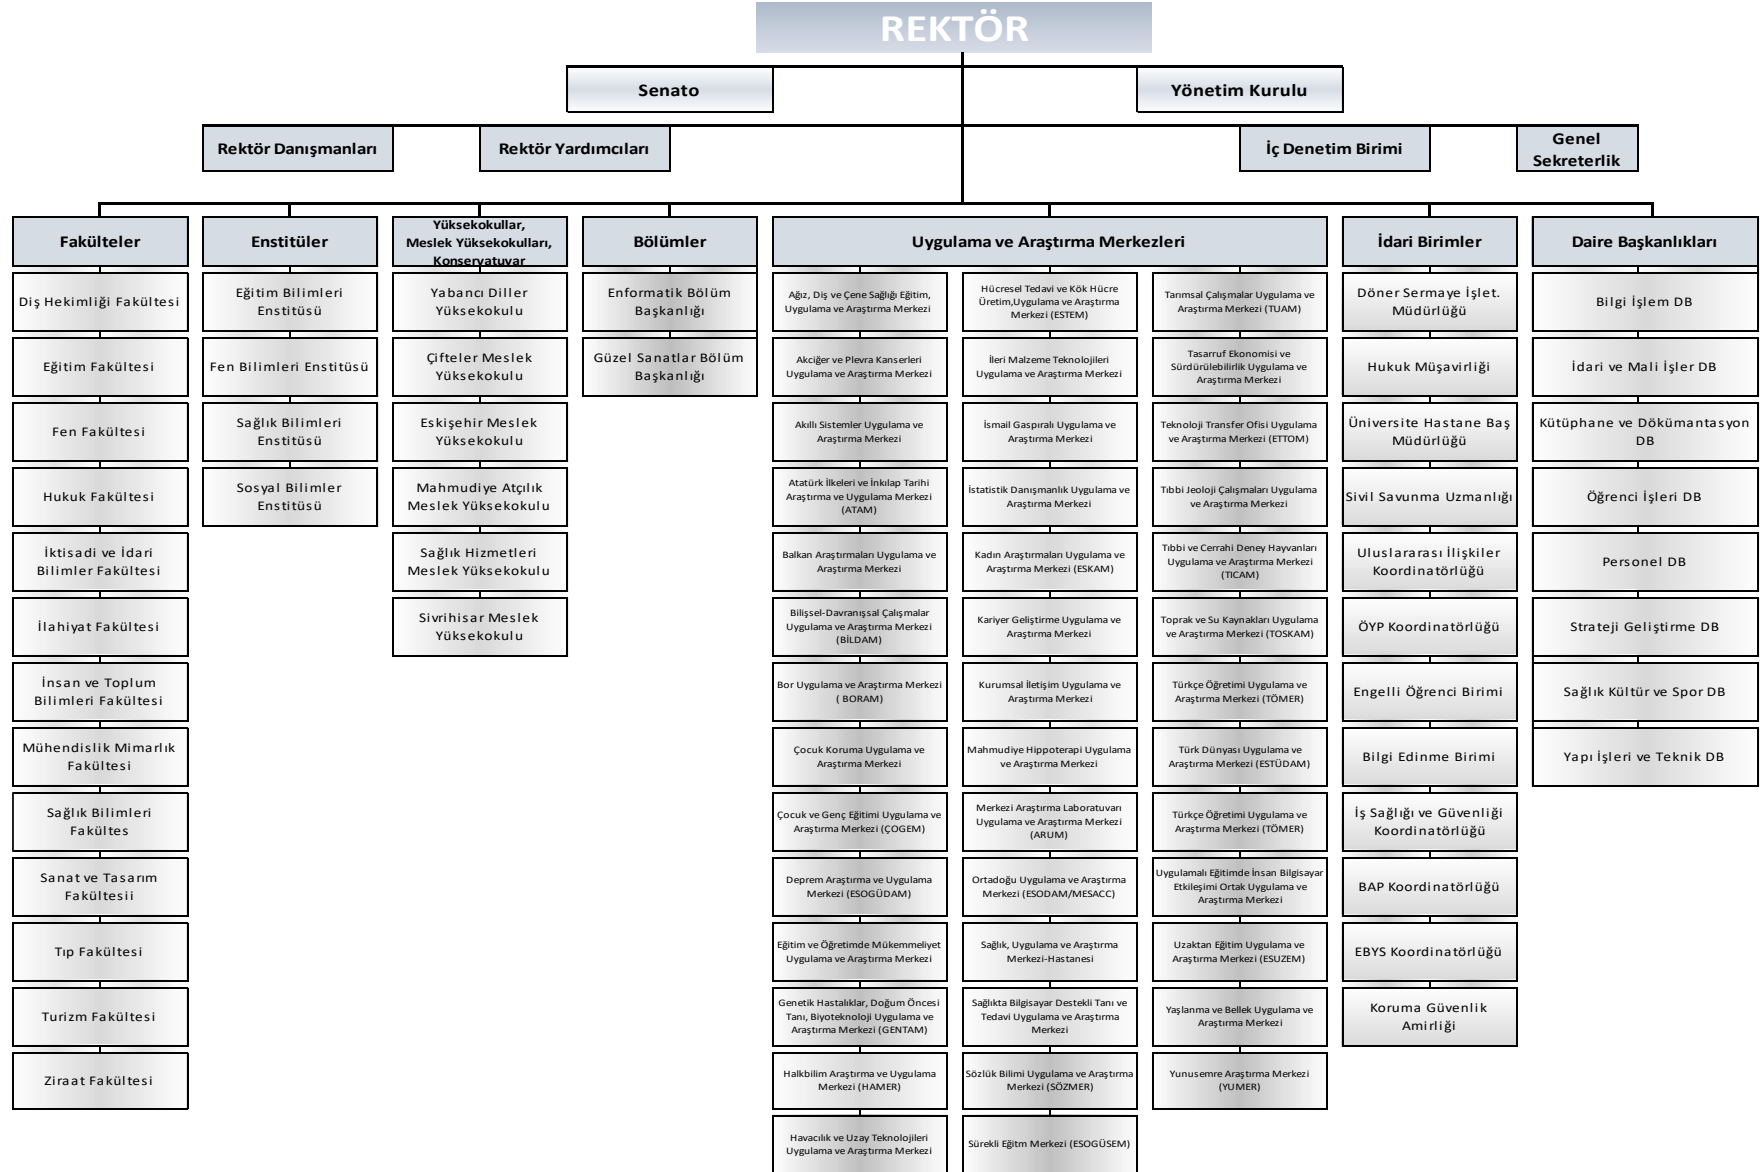 REKTÖR
Senato
Yönetim Kurulu
Rektör Danışmanları
Rektör Yardımcıları
İç Denetim Birimi
Genel
Sekreterlik
Fakülteler
Diş Hekimliği Fakültesi
Eğitim Fakültesi
Fen Fakültesi
Hukuk Fakültesi
İktisadi ve İdari
Bilimler Fakültesi
İlahiyat Fakültesi
İnsan ve Toplum
Bilimleri Fakültesi
Mühendislik Mimarlık
Fakültesi
Sağlık Bilimleri
Fakültes
Sanat ve Tasarım
Fakültesii
Tıp Fakültesi
Turizm Fakültesi
Ziraat Fakültesi
Enstitüler
Eğitim Bilimleri
Enstitüsü
Fen Bilimleri Enstitüsü
Sağlık Bilimleri
Enstitüsü
Sosyal Bilimler
Enstitüsü
Yüksekokullar,
Meslek Yüksekokulları,
Konservatuvar
Yabancı Diller
Yüksekokulu
Çifteler Meslek
Yüksekokulu
Eskişehir Meslek
Yüksekokulu
Mahmudiye Atçılık
Meslek Yüksekokulu
Sağlık Hizmetleri
Meslek Yüksekokulu
Sivrihisar Meslek
Yüksekokulu
Bölümler
Enformatik Bölüm
Başkanlığı
Güzel Sanatlar Bölüm
Başkanlığı
Uygulama ve Araştırma Merkezleri
Ağız, Diş ve Çene Sağlığı Eğitim,
Uygulama ve Araştırma Merkezi
Akciğer ve Plevra Kanserleri
Uygulama ve Araştırma Merkezi
Akıllı Sistemler Uygulama ve
Araştırma Merkezi
Atatürk İlkeleri ve İnkılap Tarihi
Araştırma ve Uygulama Merkezi
(ATAM)
Balkan Araştırmaları Uygulama ve
Araştırma Merkezi
Bilişsel-Davranışsal Çalışmalar
Uygulama ve Araştırma Merkezi
(BİLDAM)
Bor Uygulama ve Araştırma Merkezi
( BORAM)
Çocuk Koruma Uygulama ve
Araştırma Merkezi
Çocuk ve Genç Eğitimi Uygulama ve
Araştırma Merkezi (ÇOGEM)
Deprem Araştırma ve Uygulama
Merkezi (ESOGÜDAM)
Eğitim ve Öğretimde Mükemmeliyet
Uygulama ve Araştırma Merkezi
Genetik Hastalıklar, Doğum Öncesi
Tanı, Biyoteknoloji Uygulama ve
Araştırma Merkezi (GENTAM)
Halkbilim Araştırma ve Uygulama
Merkezi (HAMER)
Havacılık ve Uzay Teknolojileri
Uygulama ve Araştırma Merkezi
Hücresel Tedavi ve Kök Hücre
Üretim,Uygulama ve Araştırma
Merkezi (ESTEM)
İleri Malzeme Teknolojileri
Uygulama ve Araştırma Merkezi
İsmail Gaspıralı Uygulama ve
Araştırma Merkezi
İstatistik Danışmanlık Uygulama ve
Araştırma Merkezi
Kadın Araştırmaları Uygulama ve
Araştırma Merkezi (ESKAM)
Kariyer Geliştirme Uygulama ve
Araştırma Merkezi
Kurumsal İletişim Uygulama ve
Araştırma Merkezi
Mahmudiye Hippoterapi Uygulama
ve Araştırma Merkezi
Merkezi Araştırma Laboratuvarı
Uygulama ve Araştırma Merkezi
(ARUM)
Ortadoğu Uygulama ve Araştırma
Merkezi (ESODAM/MESACC)
Sağlık, Uygulama ve Araştırma
Merkezi-Hastanesi
Sağlıkta Bilgisayar Destekli Tanı ve
Tedavi Uygulama ve Araştırma
Merkezi
Sözlük Bilimi Uygulama ve Araştırma
Merkezi (SÖZMER)
Sürekli Eğitm Merkezi (ESOGÜSEM)
Tarımsal Çalışmalar Uygulama ve
Araştırma Merkezi (TUAM)
Tasarruf Ekonomisi ve
Sürdürülebilirlik Uygulama ve
Araştırma Merkezi
Teknoloji Transfer Ofisi Uygulama
ve Araştırma Merkezi (ETTOM)
Tıbbi Jeoloji Çalışmaları Uygulama
ve Araştırma Merkezi
Tıbbi ve Cerrahi Deney Hayvanları
Uygulama ve Araştırma Merkezi
(TICAM)
Toprak ve Su Kaynakları Uygulama
ve Araştırma Merkezi (TOSKAM)
Türkçe Öğretimi Uygulama ve
Araştırma Merkezi (TÖMER)
Türk Dünyası Uygulama ve
Araştırma Merkezi (ESTÜDAM)
Türkçe Öğretimi Uygulama ve
Araştırma Merkezi (TÖMER)
Uygulamalı Eğitimde İnsan Bilgisayar
Etkileşimi Ortak Uygulama ve
Araştırma Merkezi
Uzaktan Eğitim Uygulama ve
Araştırma Merkezi (ESUZEM)
Yaşlanma ve Bellek Uygulama ve
Araştırma Merkezi
Yunusemre Araştırma Merkezi
(YUMER)
İdari Birimler
Döner Sermaye İşlet.
Müdürlüğü
Hukuk Müşavirliği
Üniversite Hastane Baş
Müdürlüğü
Sivil Savunma Uzmanlığı
Uluslararası İlişkiler
Koordinatörlüğü
ÖYP Koordinatörlüğü
Engelli Öğrenci Birimi
Bilgi Edinme Birimi
İş Sağlığı ve Güvenliği
Koordinatörlüğü
BAP Koordinatörlüğü
EBYS Koordinatörlüğü
Koruma Güvenlik
Amirliği
Daire Başkanlıkları
Bilgi İşlem DB
İdari ve Mali İşler DB
Kütüphane ve Dökümantasyon
DB
Öğrenci İşleri DB
Personel DB
Strateji Geliştirme DB
Sağlık Kültür ve Spor DB
Yapı İşleri ve Teknik DB